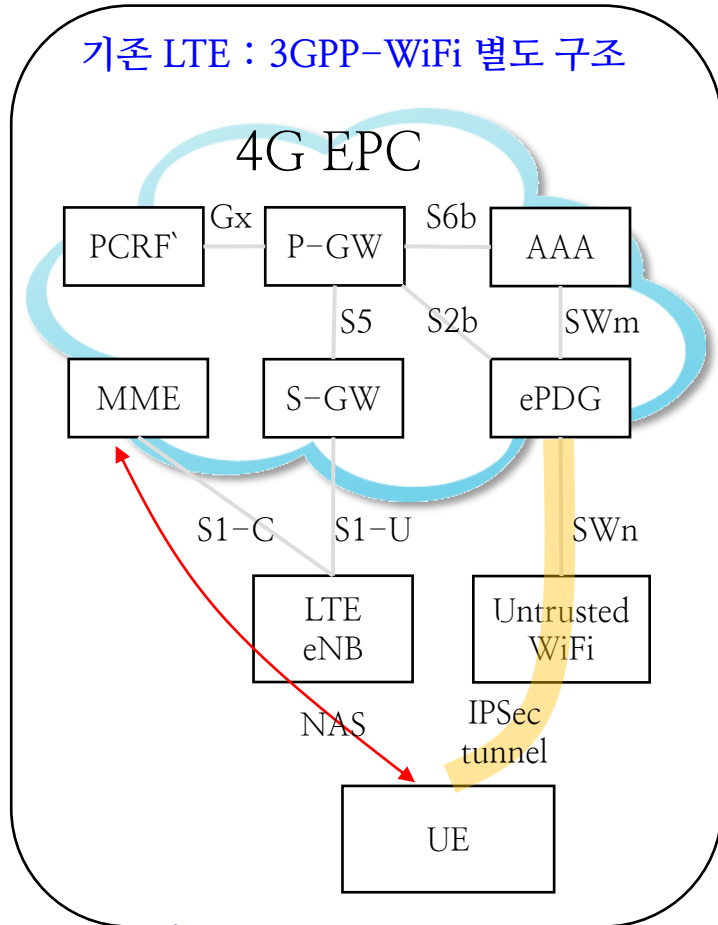 기존 LTE : 3GPP-WiFi 별도 구조
4G EPC
Gx
S6b
PCRF`
P-GW
AAA
S5
S2b
SWm
MME
S-GW
ePDG
S1-C
S1-U
SWn
LTE
eNB
Untrusted
WiFi
NAS
IPSec
tunnel
UE